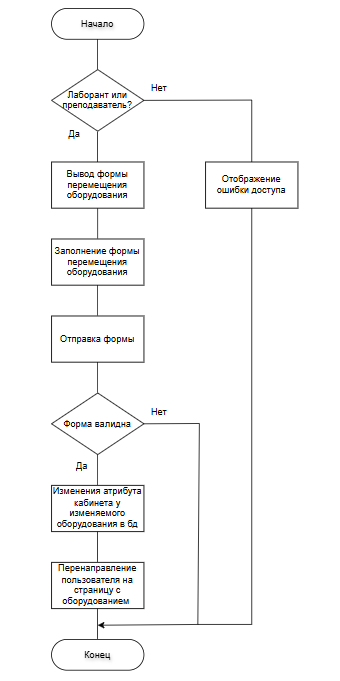 Начало
Лаборант или
преподаватель?
Нет
Да
Вывод формы
перемещения
оборудования
Отображение
ошибки доступа
Заполнение формы
перемещения
оборудования
Отправка формы
Форма валидна
Нет
Да
Изменения атрибута
кабинета у
изменяемого
оборудования в бд
Перенаправление
пользователя на
страницу с
оборудованием
Конец